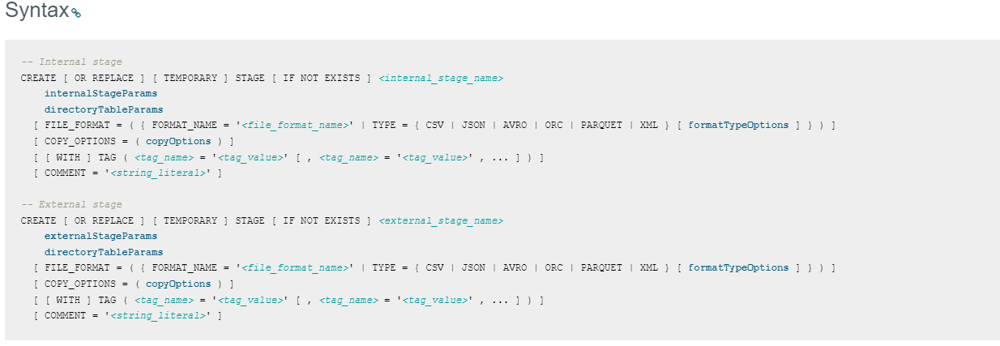 Syntax
-- Internal stage
CREATE [ OR REPLACE ] [ TEMPORARY ] STAGE [ IF NOT EXISTS ] <internal_stage_name>
internalStageParams
directoryTableParams
[ FILE_FORMAT = ( { FORMAT_NAME = '<file_format_name>' | TYPE = { CSV | JSON | AVRO | ORC | PARQUET | XML } [ formatTypeOptions ] } ) ]
[ COPY_OPTIONS = ( copyOptions ) ]
[ [ WITH ] TAG ( <tag_name> = '<tag_value>' [ , <tag_name> = '<tag_value>' , ... ] ) ]
[ COMMENT = '<string_literal>' ]
-- External stage
CREATE [ OR REPLACE ] [ TEMPORARY ] STAGE [ IF NOT EXISTS ] <external_stage_name>
externalStageParams
directoryTableParams
[ FILE_FORMAT = ( { FORMAT_NAME = '<file_format_name>' | TYPE = { CSV | JSON | AVRO | ORC | PARQUET | XML } [ formatTypeOptions ] } ) ]
[ COPY_OPTIONS = ( copyOptions ) ]
[ [ WITH ] TAG ( <tag_name> = '<tag_value>' [ , <tag_name> = '<tag_value>' , ... ] ) ]
[ COMMENT = '<string_literal>' ]